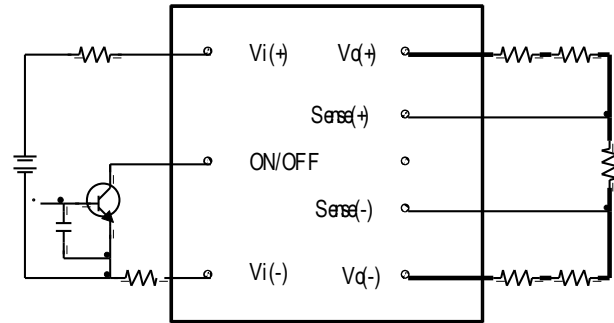 Vi(+) Vo(+)
Sense(+)
ON/OFF
Sense(-)
Vi(-) Vo(-)